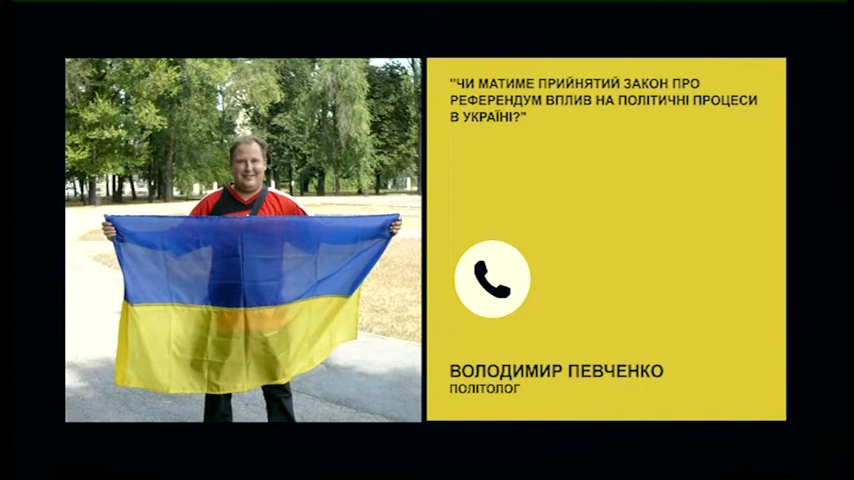 "ЧИ МАТИМЕ ПРИЙНЯТИЙ ЗАКОН ПРО
РЕФЕРЕНДУМ ВПЛИВ НА ПОЛІТИЧНІ ПРОЦЕСИ
В УКРАЇНІ?"
ВОЛОДИМИР ПЕВЧЕНКО
ПОЛІТОЛОГ